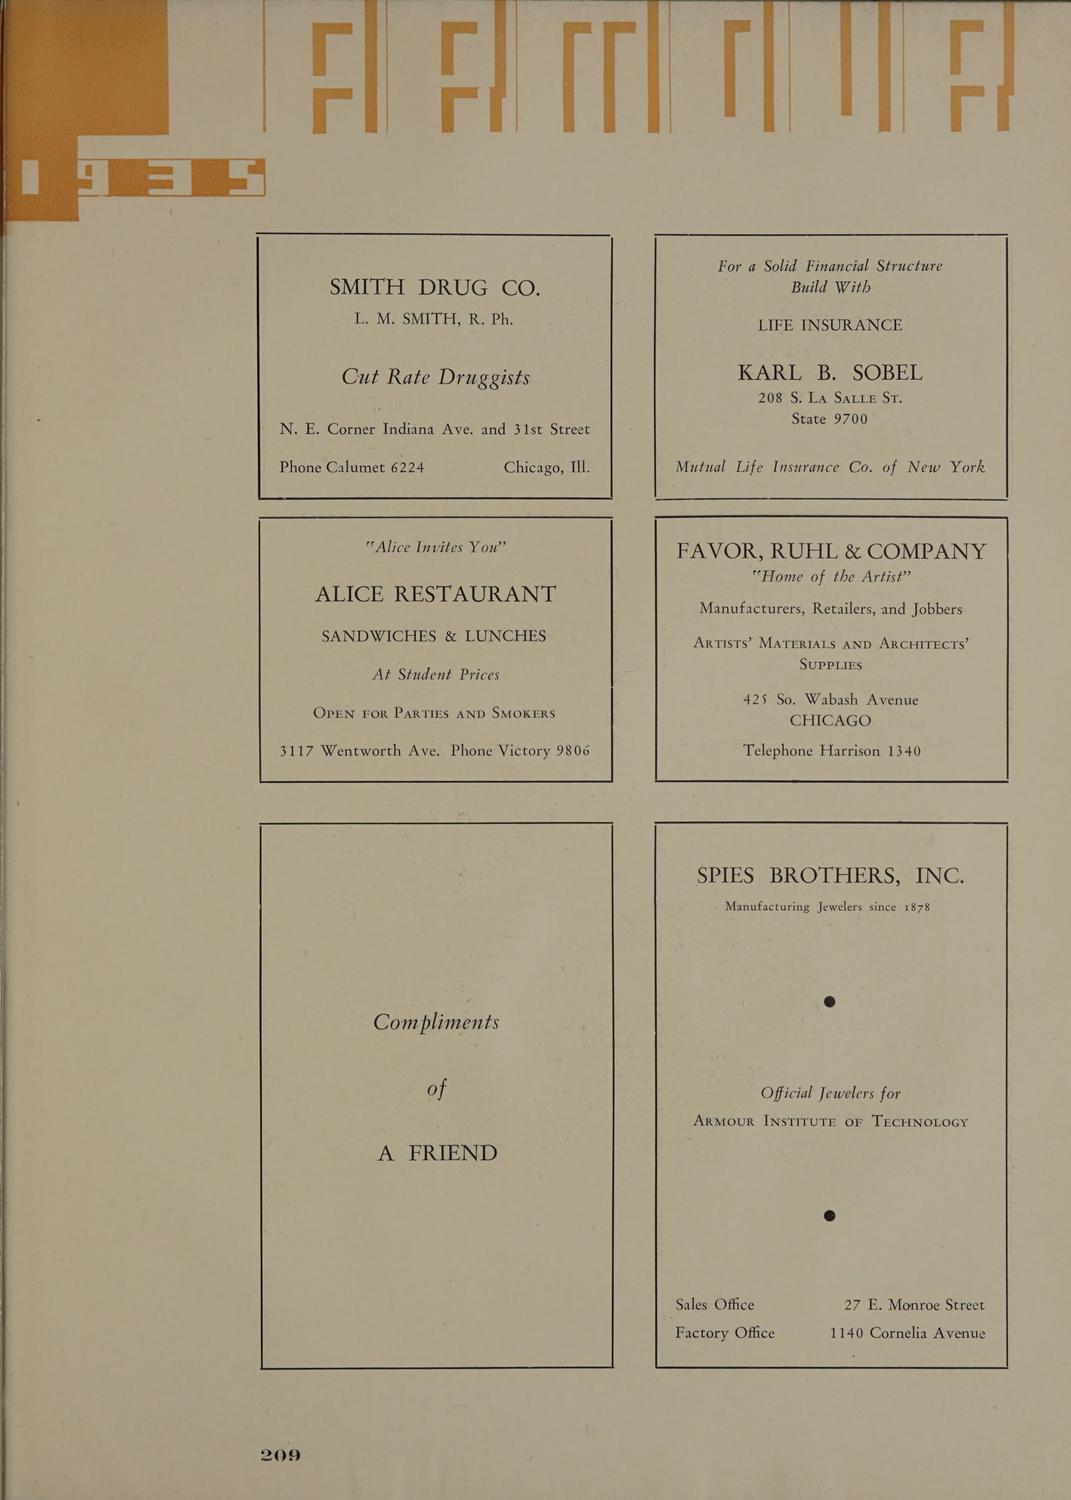 1935
SMITH DRUG CO.
L. M. SMITH, R. Ph.
Cut Rate Druggists
N. E. Corner Indiana Ave. and 31st Street
Phone Calumet 6224 Chicago, Ill.
For a Solid Financial Structure
Build With
LIFE INSURANCE
KARL B. SOBEL
208 S. LA SALLE ST.
State 9700
Mutual Life Insurance Co. of New York
"Alice Invites You"
ALICE RESTAURANT
SANDWICHES & LUNCHES
At Student Prices
OPEN FOR PARTIES AND SMOKERS
3117 Wentworth Ave. Phone Victory 9806
FAVOR, RUHL & COMPANY
"Home of the Artist"
Manufacturers, Retailers, and Jobbers
ARTISTS' MATERIALS AND ARCHITECTS'
SUPPLIES
425 So. Wabash Avenue
CHICAGO
Telephone Harrison 1340
Compliments
of
A FRIEND
SPIES BROTHERS, INC.
Manufacturing Jewelers since 1878
Official Jewelers for
ARMOUR INSTITUTE OF TECHNOLOGY
Sales Office 27 E. Monroe Street
Factory Office 1140 Cornelia Avenue
209